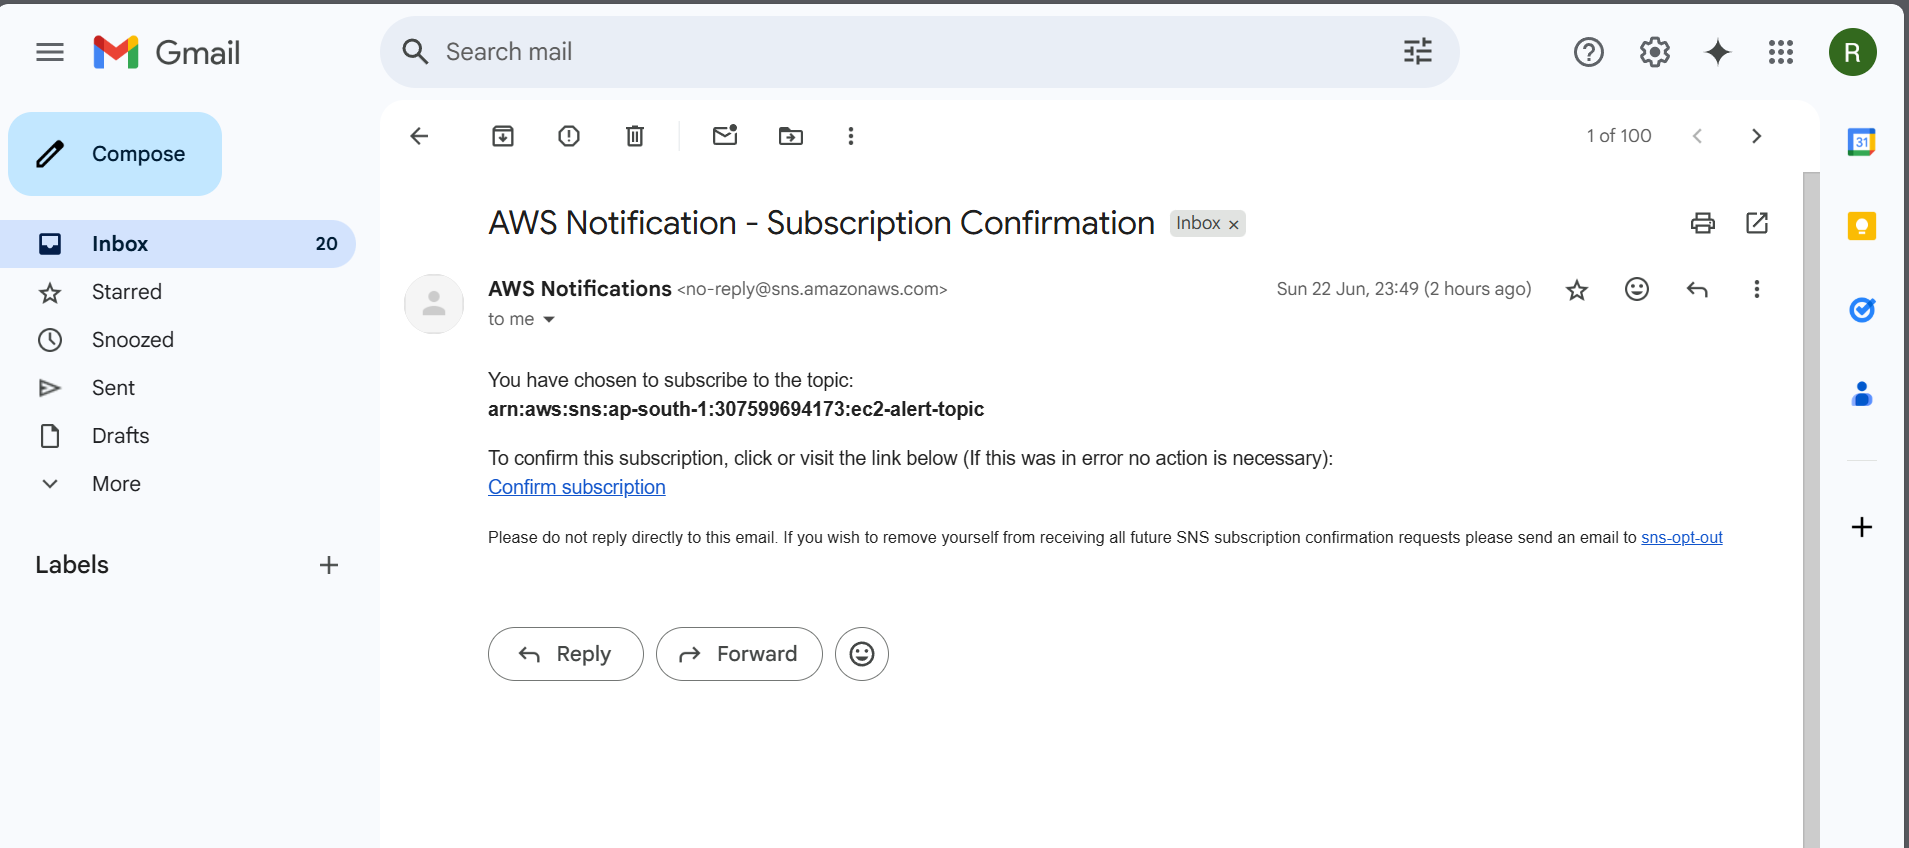 Gmail
Search mail
R
Compose
1 of 100
Inbox 20
Starred
Snoozed
Sent
Drafts
More
Labels
AWS Notification - Subscription Confirmation Inbox x
AWS Notifications <no-reply@sns.amazonaws.com> Sun 22 Jun, 23:49 (2 hours ago)
to me
You have chosen to subscribe to the topic:
arn:aws:sns:ap-south-1:307599694173:ec2-alert-topic
To confirm this subscription, click or visit the link below (If this was in error no action is necessary):
Confirm subscription
Please do not reply directly to this email. If you wish to remove yourself from receiving all future SNS subscription confirmation requests please send an email to sns-opt-out
Reply Forward
31